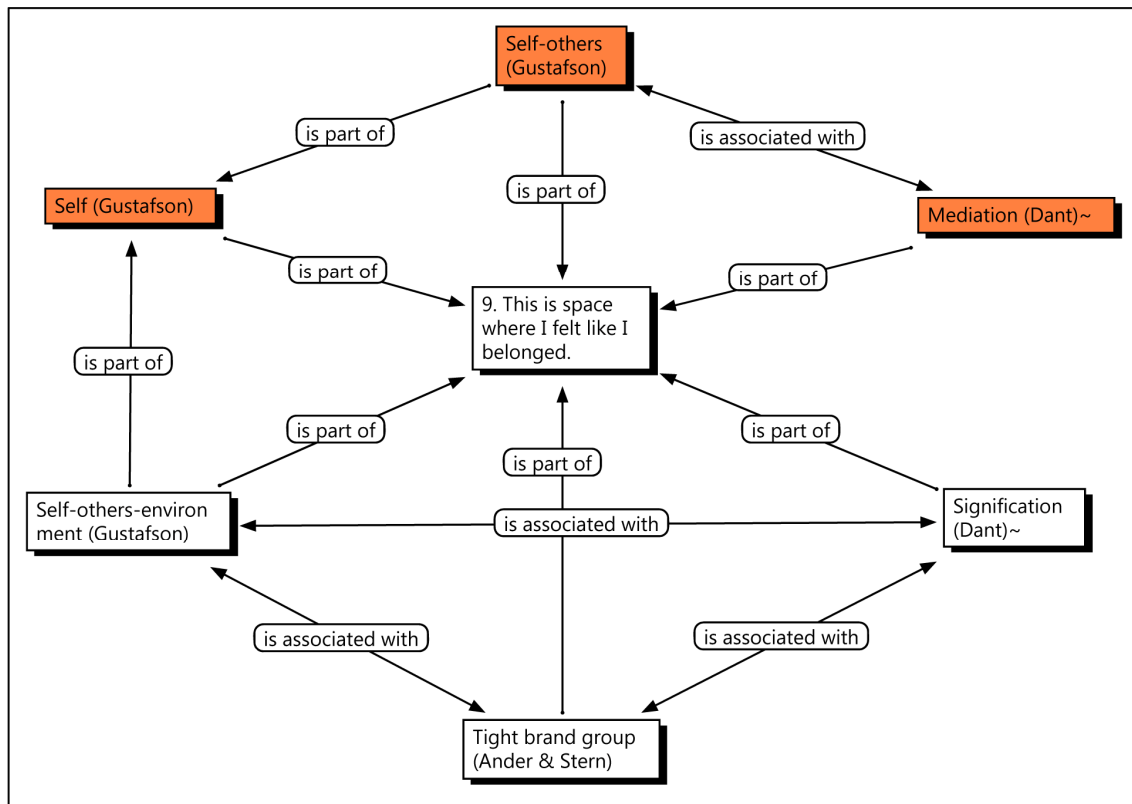 Self-others
(Gustafson)
is part of
is associated with
is part of
Self (Gustafson)
Mediation (Dant)~
is part of
is part of
9. This is space
where I felt like I
belonged.
is part of
is part of
is part of
is part of
Self-others-environ
ment (Gustafson)
is associated with
Signification
(Dant)~
is associated with
is associated with
Tight brand group
(Ander & Stern)